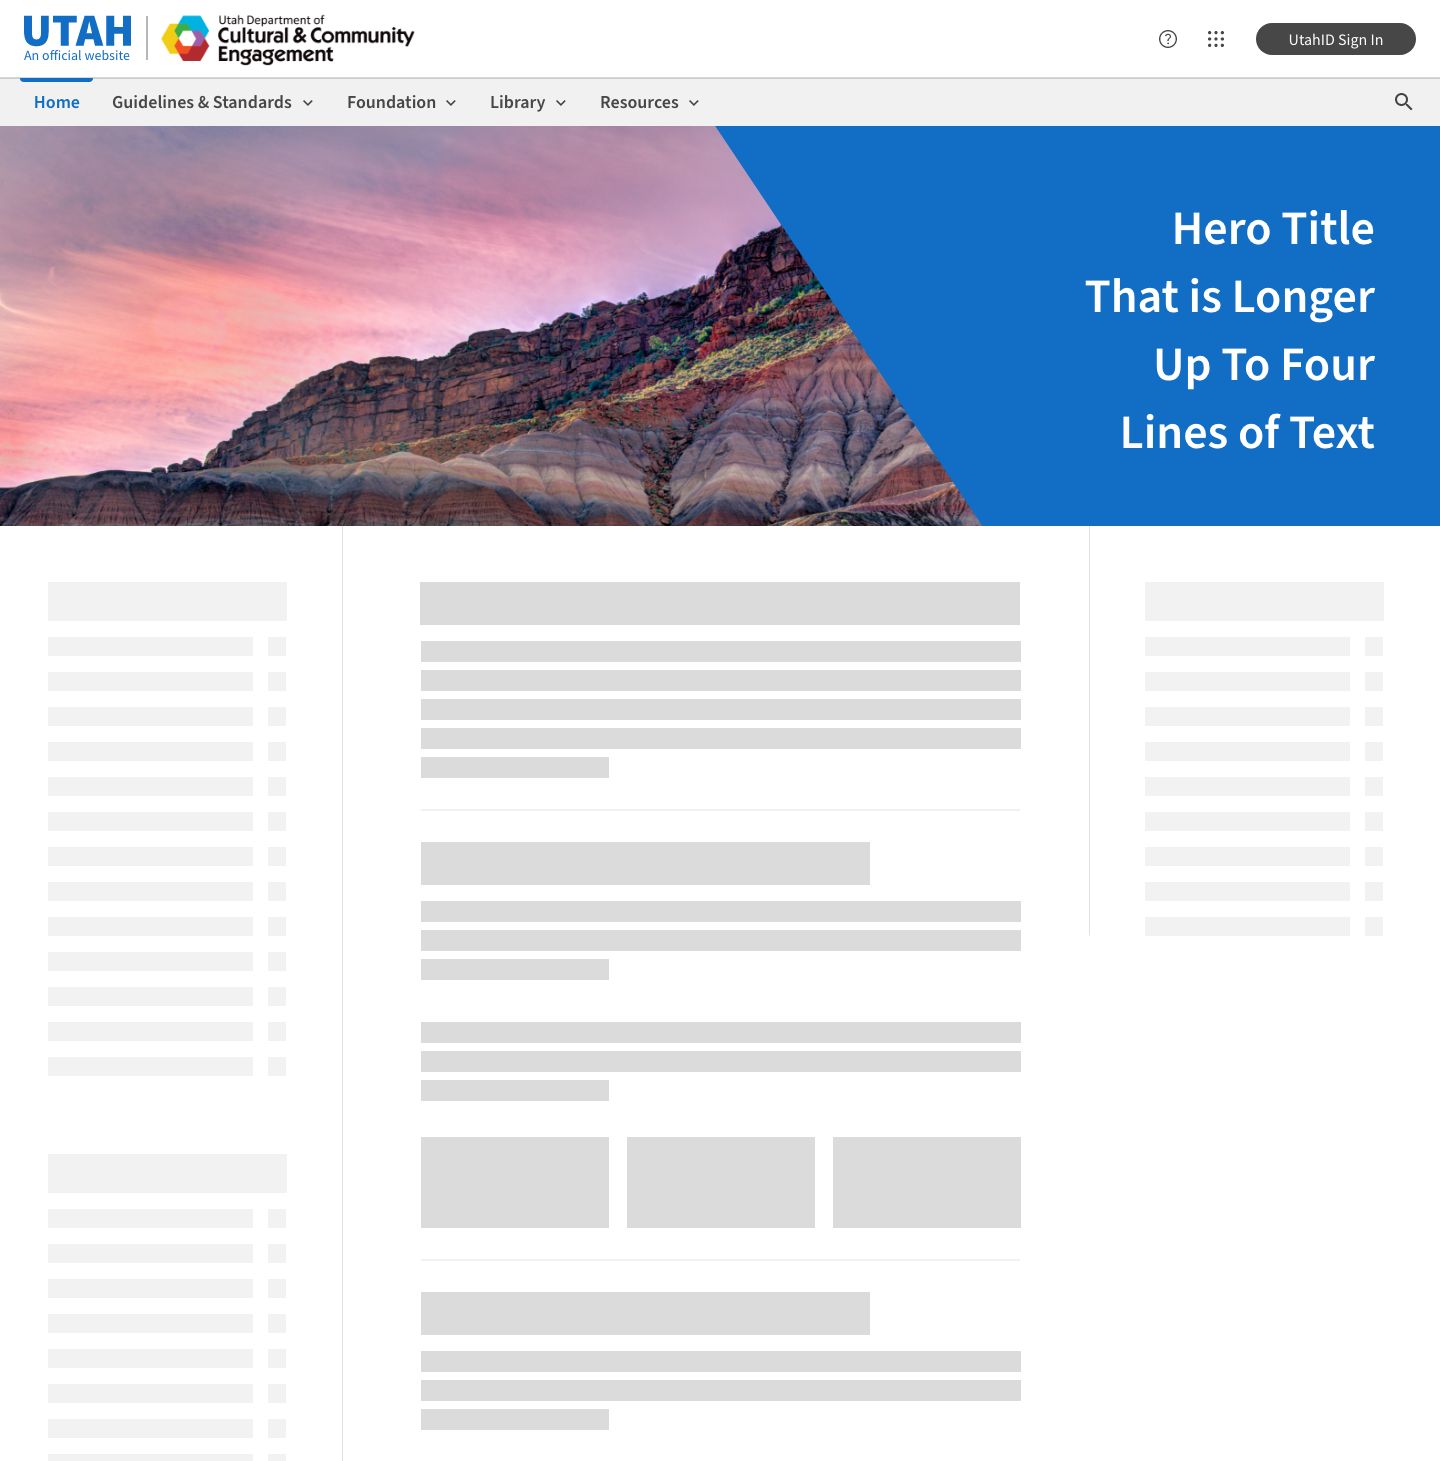 UTAH
An official website
Utah Department of
Cultural & Community
Engagement
UtahID Sign In
Home
Guidelines & Standards
Foundation
Library
Resources
Hero Title
That is Longer
Up To Four
Lines of Text